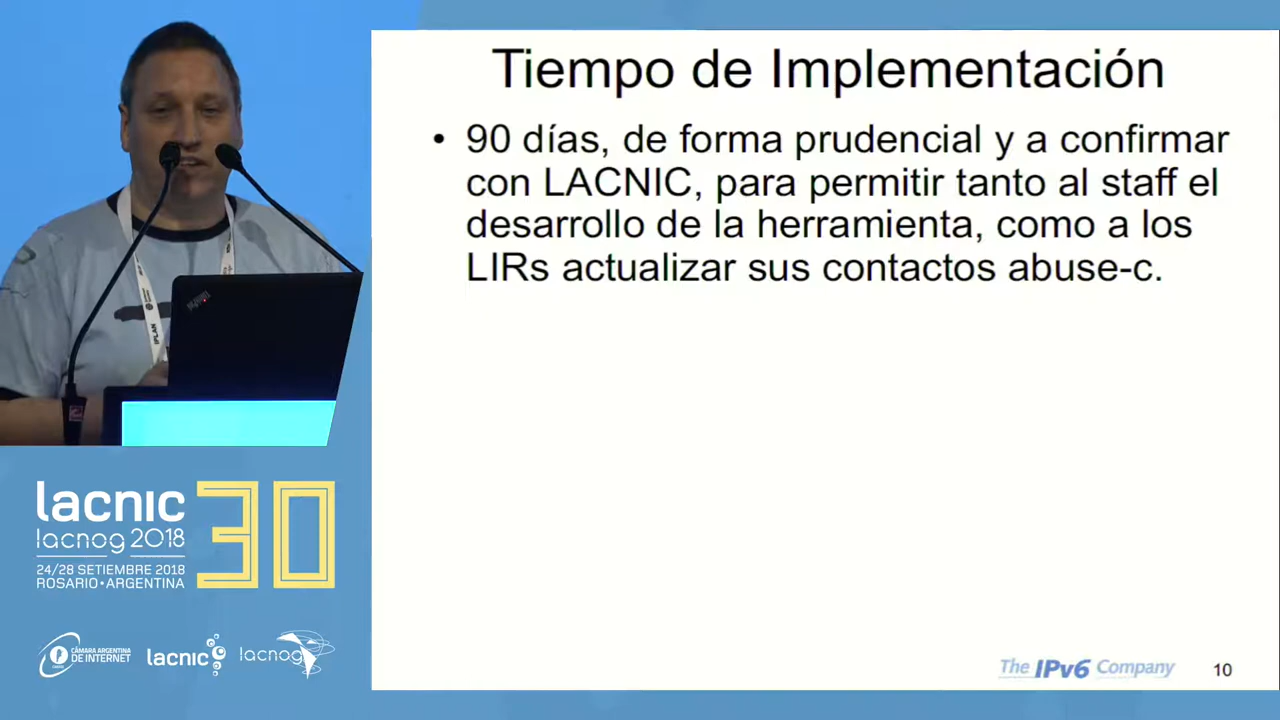 Tiempo de Implementación
• 90 días, de forma prudencial y a confirmar
con LACNIC, para permitir tanto al staff el
desarrollo de la herramienta, como a los
LIRs actualizar sus contactos abuse-c.
The IPv6 Company
10
IPLAN
lacnic 30
lacnog 2018
24/28 SETIEMBRE 2018
ROSARIO•ARGENTINA
CÁMARA ARGENTINA
DE INTERNET
lacnic
lacnog